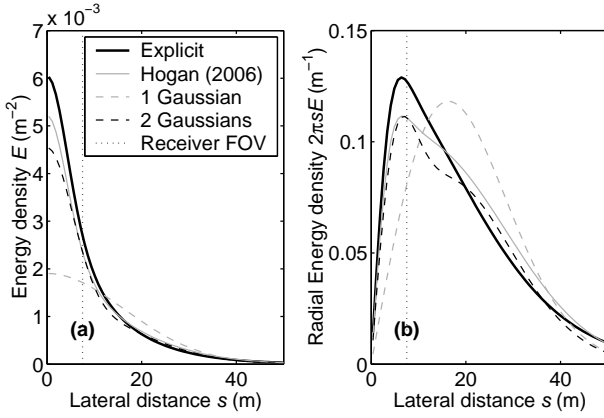 7 x 10⁻³
6
5
4
3
2
1
0
Energy density E (m⁻²)
Explicit
Hogan (2006)
1 Gaussian
2 Gaussians
Receiver FOV
(a)
0 20 40
Lateral distance s (m)
0.15
0.1
0.05
0
Radial Energy density 2πsE (m⁻¹)
(b)
0 20 40
Lateral distance s (m)